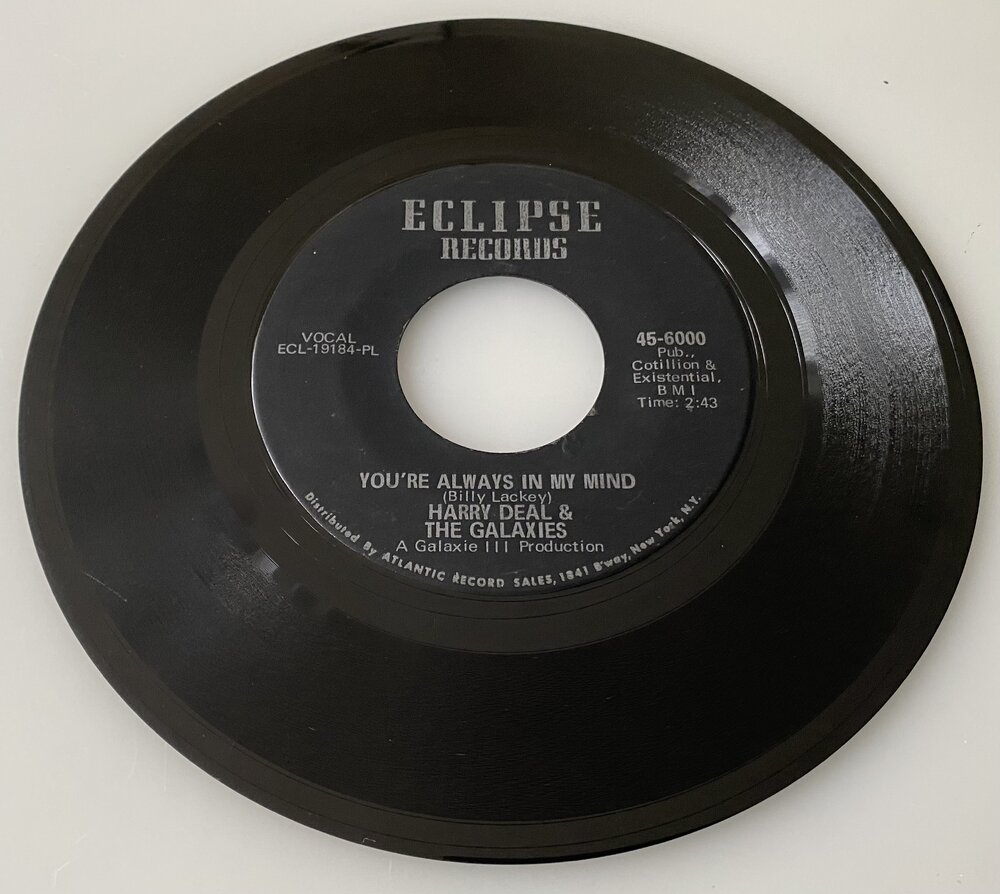 ECLIPSE
RECORDS
VOCAL
ECL-19184-PL
45-6000
Pub.,
Cotillion &
Existential,
BMI
Time: 2:43
YOU'RE ALWAYS IN MY MIND
(Billy Lackey)
HARRY DEAL &
THE GALAXIES
A Galaxie III Production
Distributed By ATLANTIC RECORD SALES, 1841 B'way, New York, N.Y.